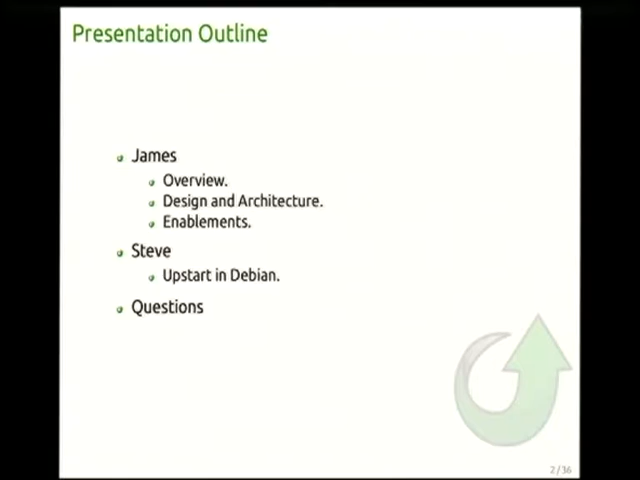 Presentation Outline
James
Overview.
Design and Architecture.
Enablements.
Steve
Upstart in Debian.
Questions
2 / 36